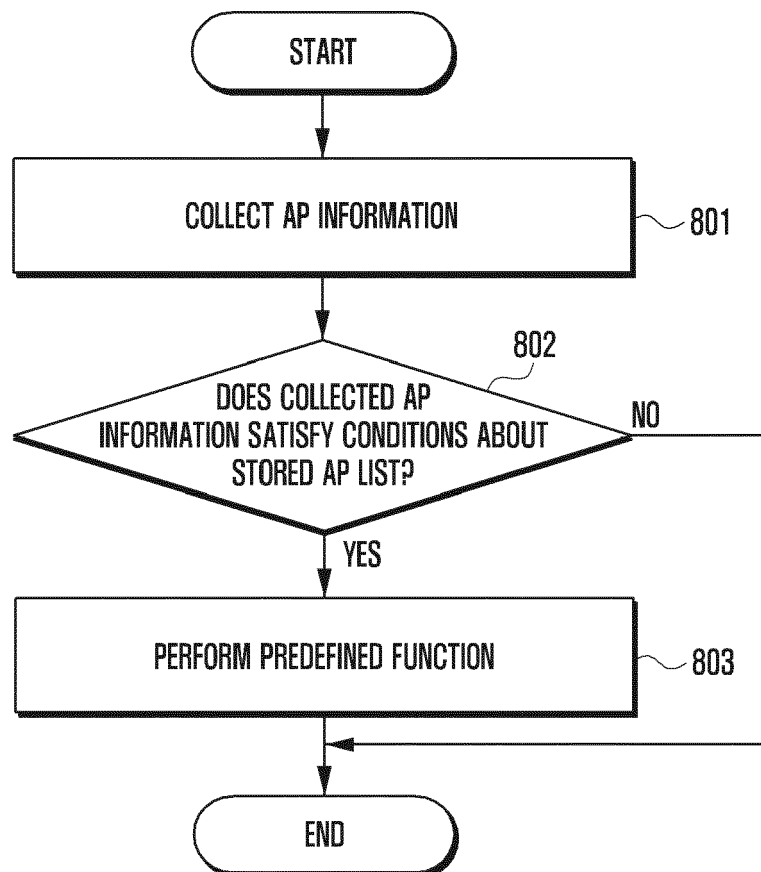 START
COLLECT AP INFORMATION
801
802
DOES COLLECTED AP
INFORMATION SATISFY CONDITIONS ABOUT
STORED AP LIST?
NO
YES
PERFORM PREDEFINED FUNCTION
803
END